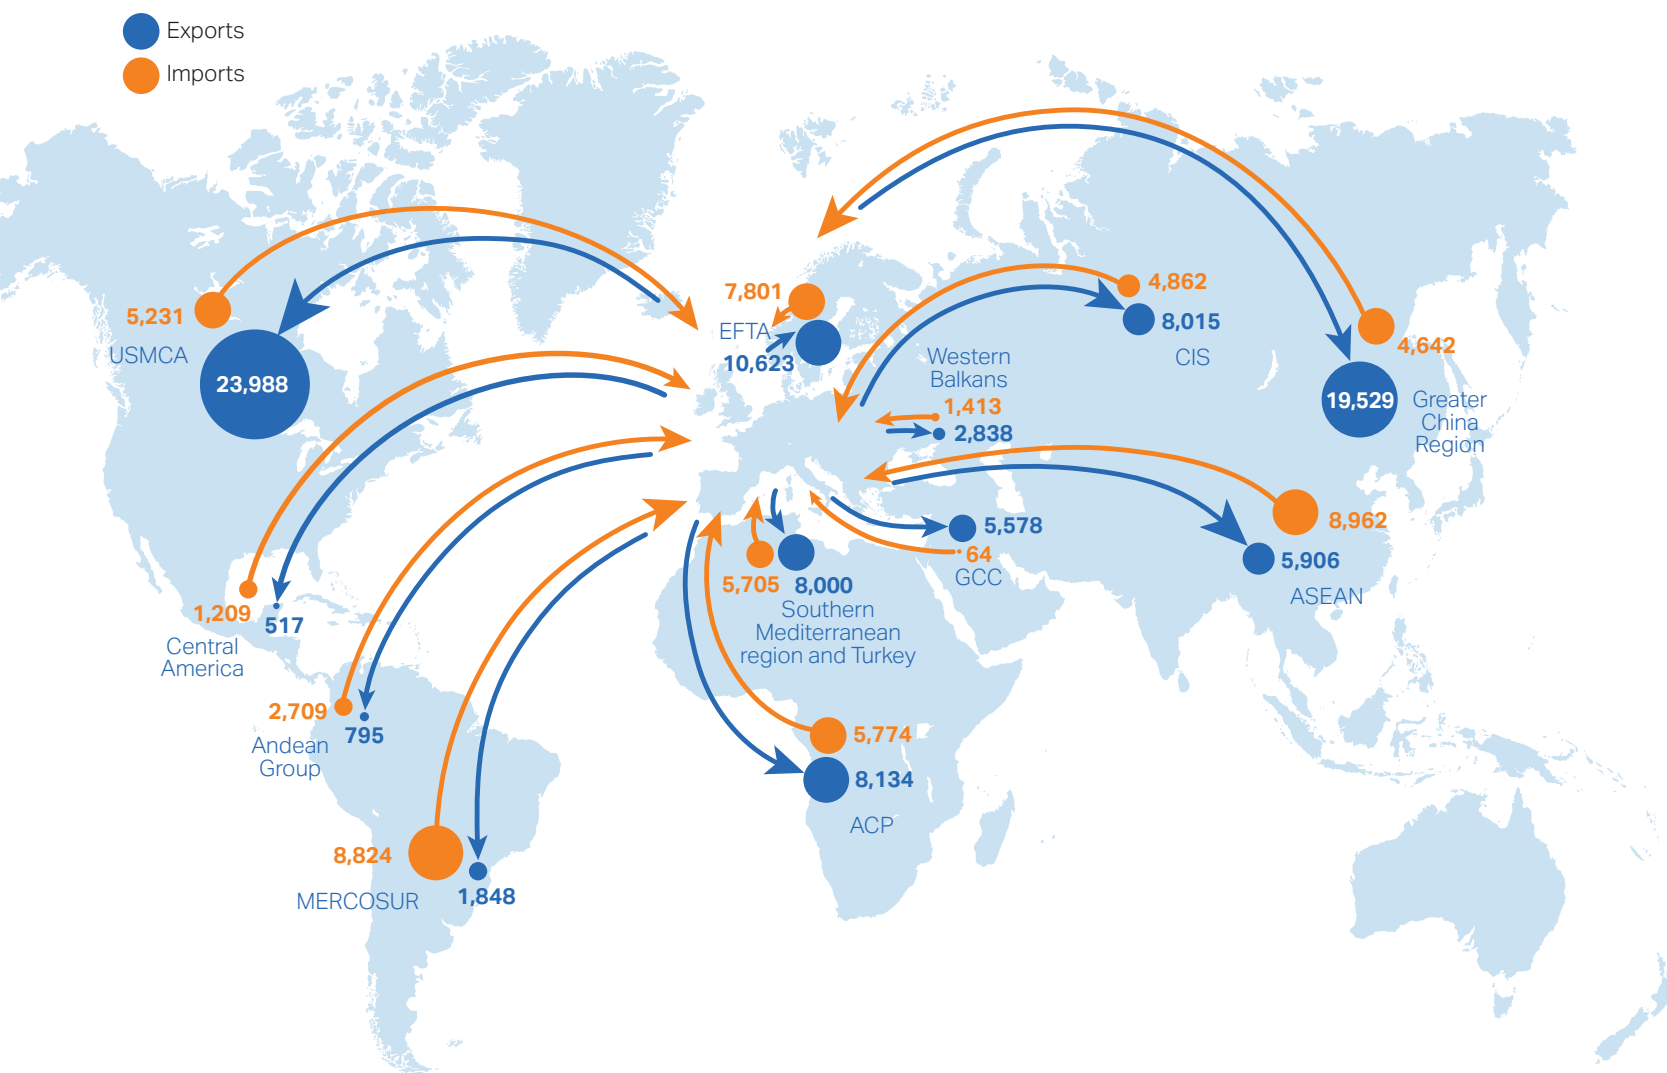 Exports
Imports
5,231
USMCA
23,988
7,801
EFTA
10,623
4,862
8,015
CIS
4,642
19,529
Greater
China
Region
Western
Balkans
1,413
2,838
8,962
5,906
ASEAN
5,578
64
GCC
5,705
8,000
Southern
Mediterranean
region and Turkey
1,209
517
Central
America
2,709
795
Andean
Group
5,774
8,134
ACP
8,824
1,848
MERCOSUR